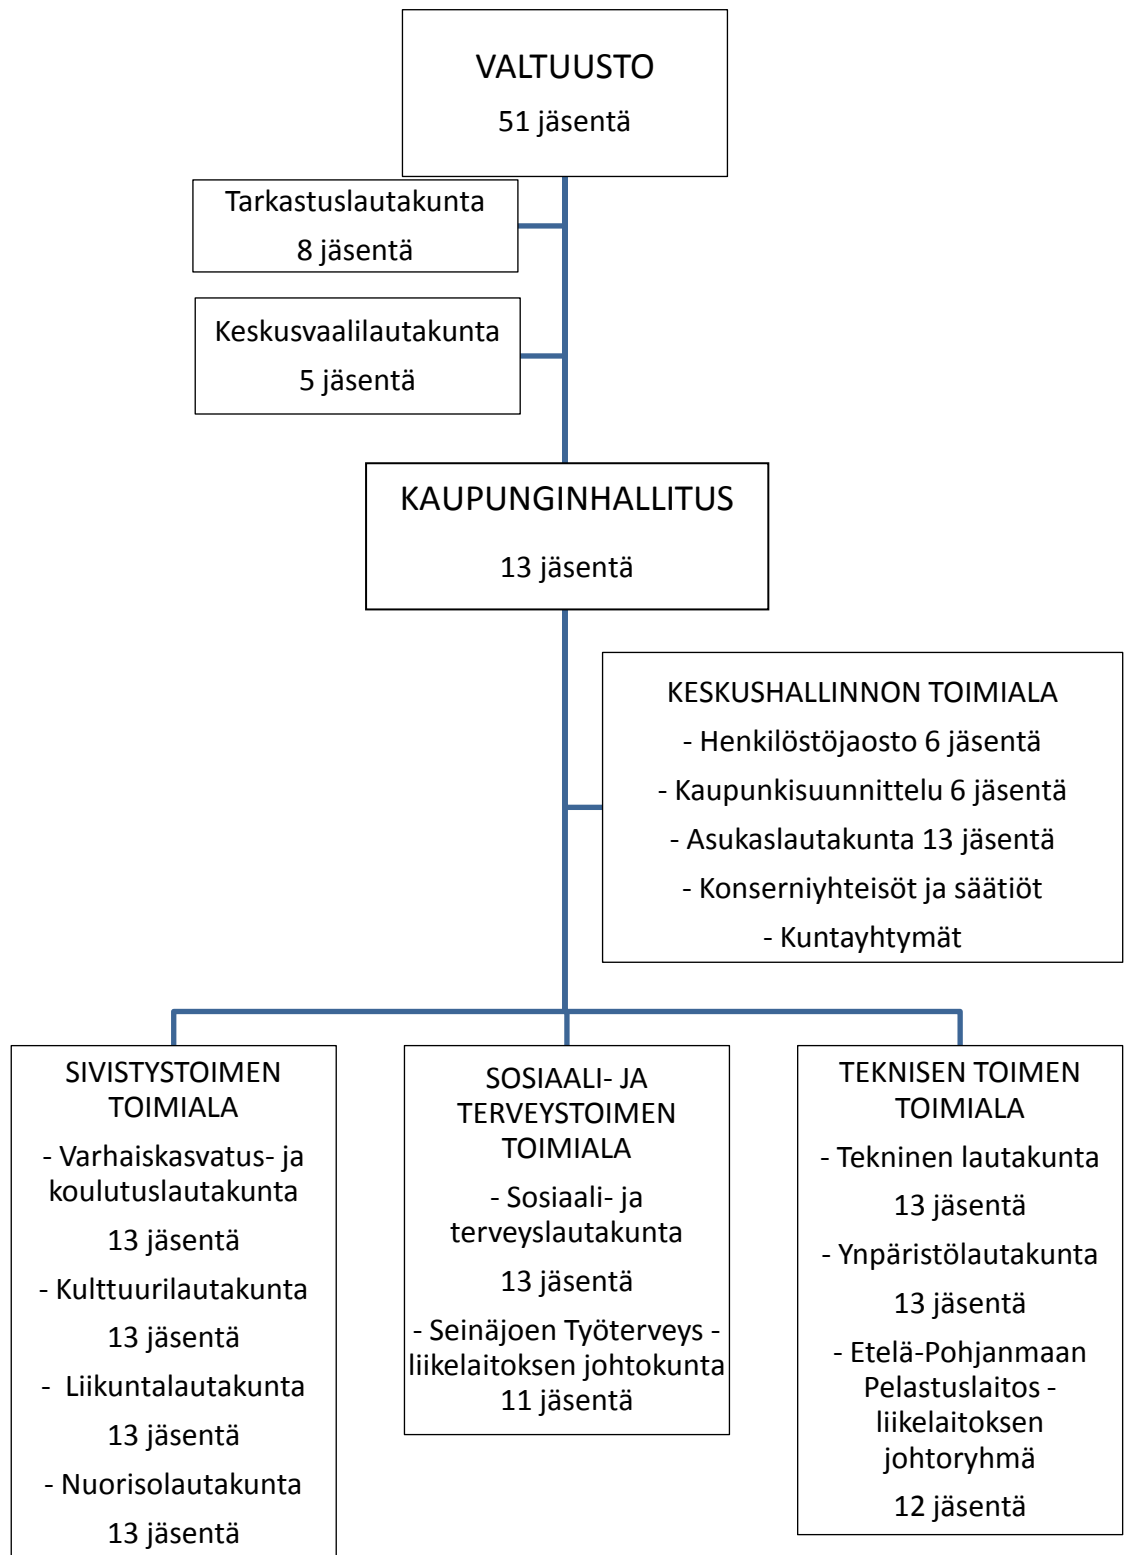 VALTUUSTO
51 jäsentä
Tarkastuslautakunta
8 jäsentä
Keskusvaalilautakunta
5 jäsentä
KAUPUNGINHALLITUS
13 jäsentä
KESKUSHALLINNON TOIMIALA
- Henkilöstöjaosto 6 jäsentä
- Kaupunkisuunnittelu 6 jäsentä
- Asukaslautakunta 13 jäsentä
- Konserniyhteisöt ja säätiöt
- Kuntayhtymät
SIVISTYSTOIMEN
TOIMIALA
- Varhaiskasvatus- ja
koulutuslautakunta
13 jäsentä
- Kulttuurilautakunta
13 jäsentä
- Liikuntalautakunta
13 jäsentä
- Nuorisolautakunta
13 jäsentä
SOSIAALI- JA
TERVEYSTOIMEN
TOIMIALA
- Sosiaali- ja
terveyslautakunta
13 jäsentä
- Seinäjoen Työterveys -
liikelaitoksen johtokunta
11 jäsentä
TEKNISEN TOIMEN
TOIMIALA
- Tekninen lautakunta
13 jäsentä
- Ynpäristölautakunta
13 jäsentä
- Etelä-Pohjanmaan
Pelastuslaitos -
liikelaitoksen
johtoryhmä
12 jäsentä